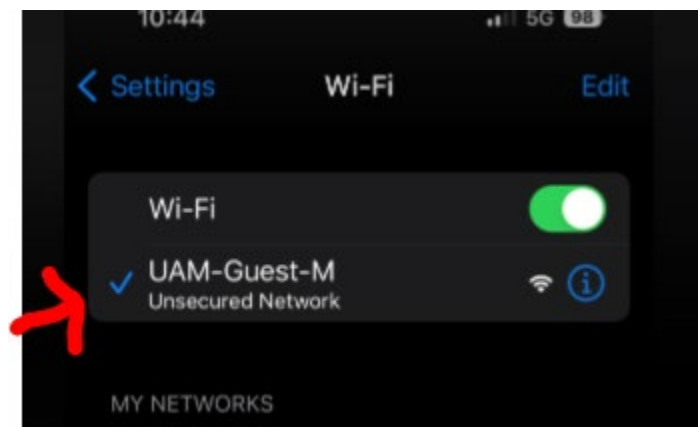 10:44
5G 98
Settings Wi-Fi Edit
Wi-Fi
UAM-Guest-M
Unsecured Network
MY NETWORKS